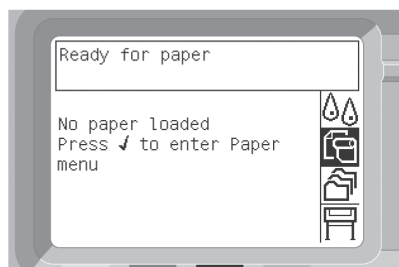 Ready for paper
No paper loaded
Press ✓ to enter Paper
menu